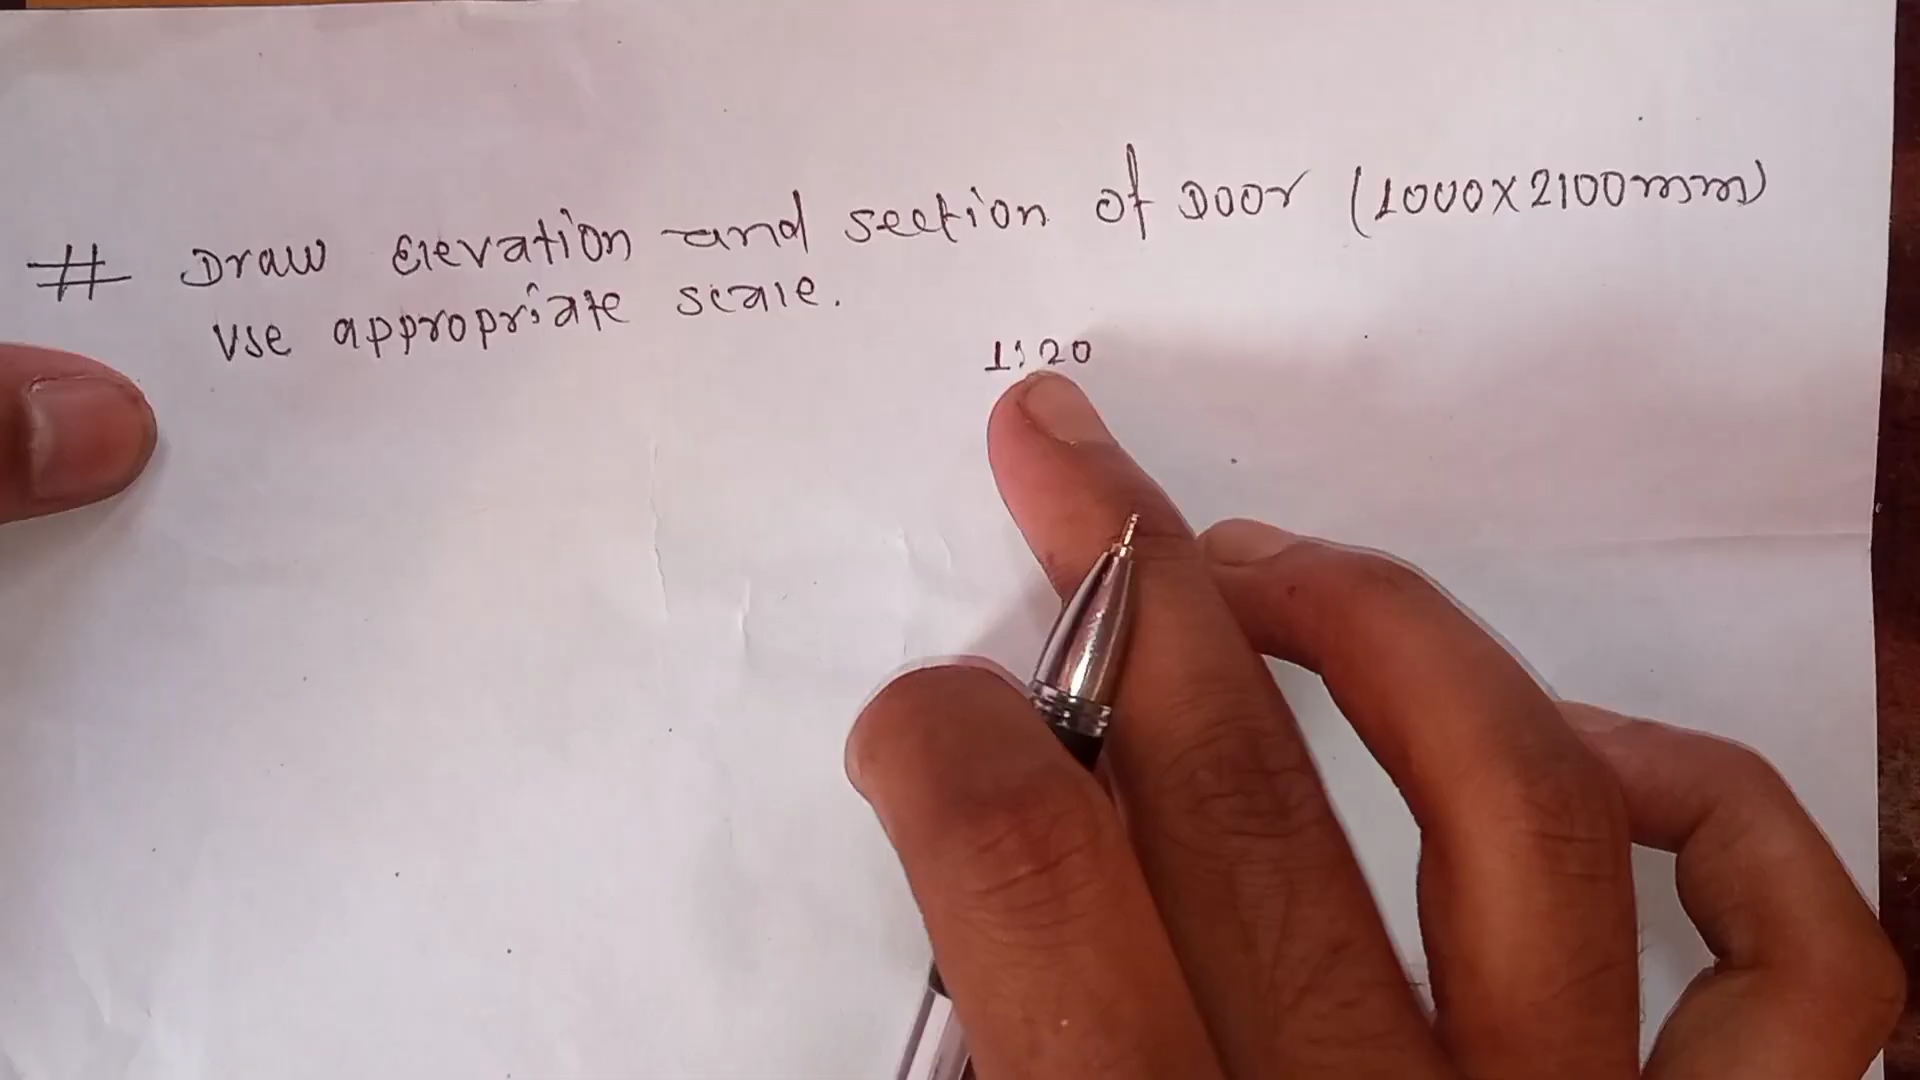 # Draw Elevation and section of Door (1000x2100mm)
Use appropriate scale.
1:20